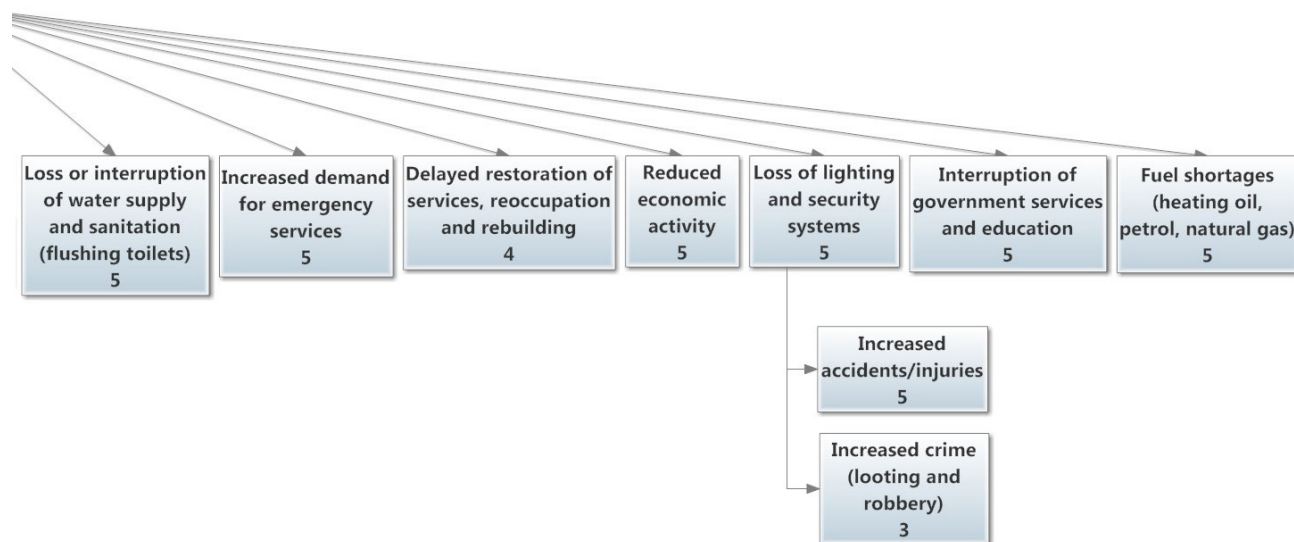 Loss or interruption
of water supply
and sanitation
(flushing toilets)
5
Increased demand
for emergency
services
5
Delayed restoration of
services, reoccupation
and rebuilding
4
Reduced
economic
activity
5
Loss of lighting
and security
systems
5
Interruption of
government services
and education
5
Fuel shortages
(heating oil,
petrol, natural gas)
5
Increased
accidents/injuries
5
Increased crime
(looting and
robbery)
3